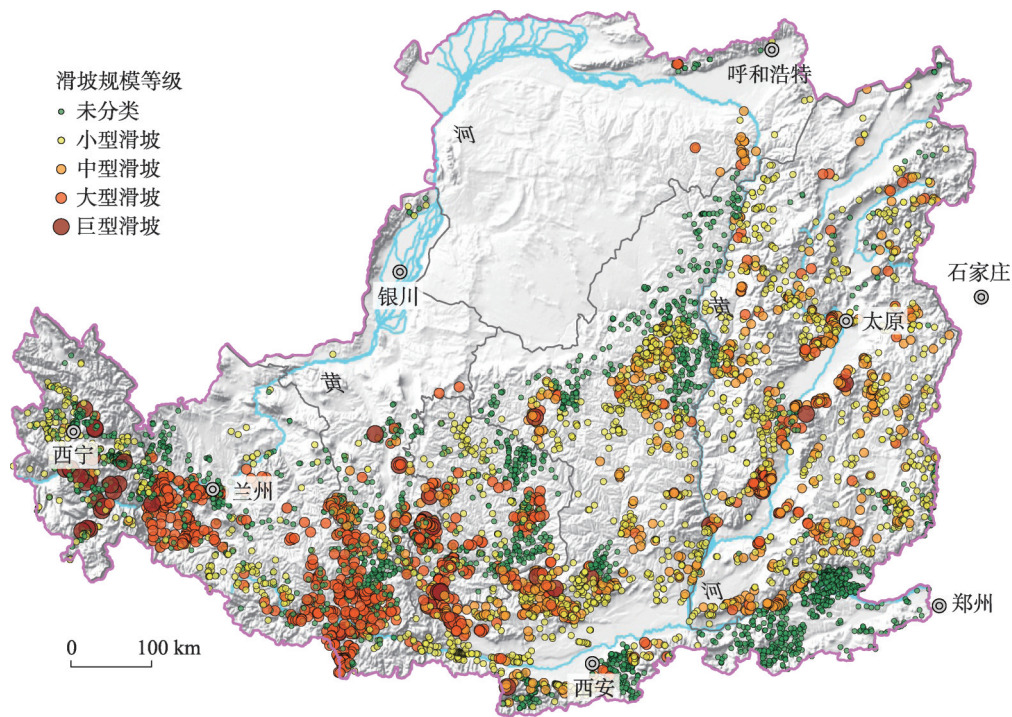 滑坡规模等级
未分类
小型滑坡
中型滑坡
大型滑坡
巨型滑坡
呼和浩特
河
银川
石家庄
黄
太原
黄
西宁
兰州
河
郑州
西安
0 100 km